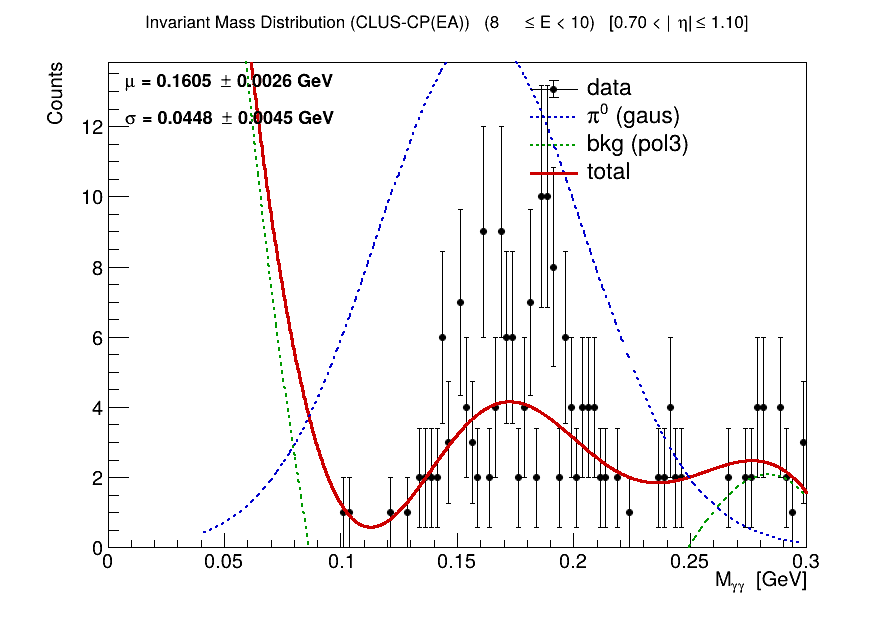 Invariant Mass Distribution (CLUS-CP(EA)) (8 ≤ E < 10) [0.70 < | η| ≤ 1.10]
Counts
μ = 0.1605 ± 0.0026 GeV
σ = 0.0448 ± 0.0045 GeV
data
π⁰ (gaus)
bkg (pol3)
total
12
10
8
6
4
2
0
0 0.05 0.1 0.15 0.2 0.25 0.3
Mγγ [GeV]